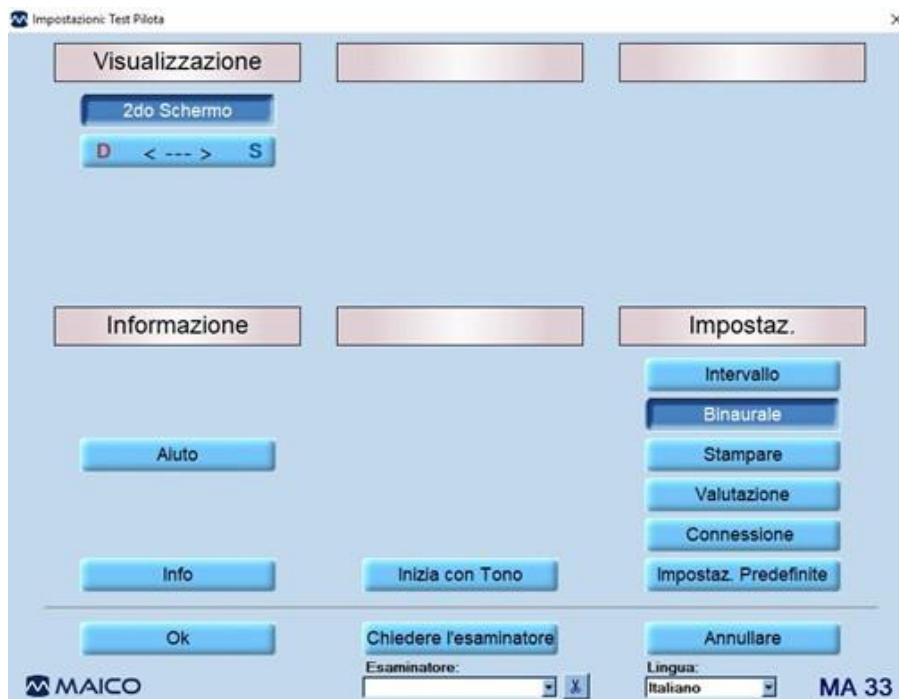 Impostazioni: Test Pilota
Visualizzazione
2do Schermo
D < --- > S
Informazione
Impostaz.
Intervallo
Binaurale
Aiuto
Stampare
Valutazione
Connessione
Info
Inizia con Tono
Impostaz. Predefinite
Ok
Chiedere l'esaminatore
Annullare
Esaminatore:
Lingua:
Italiano
MAICO
MA 33